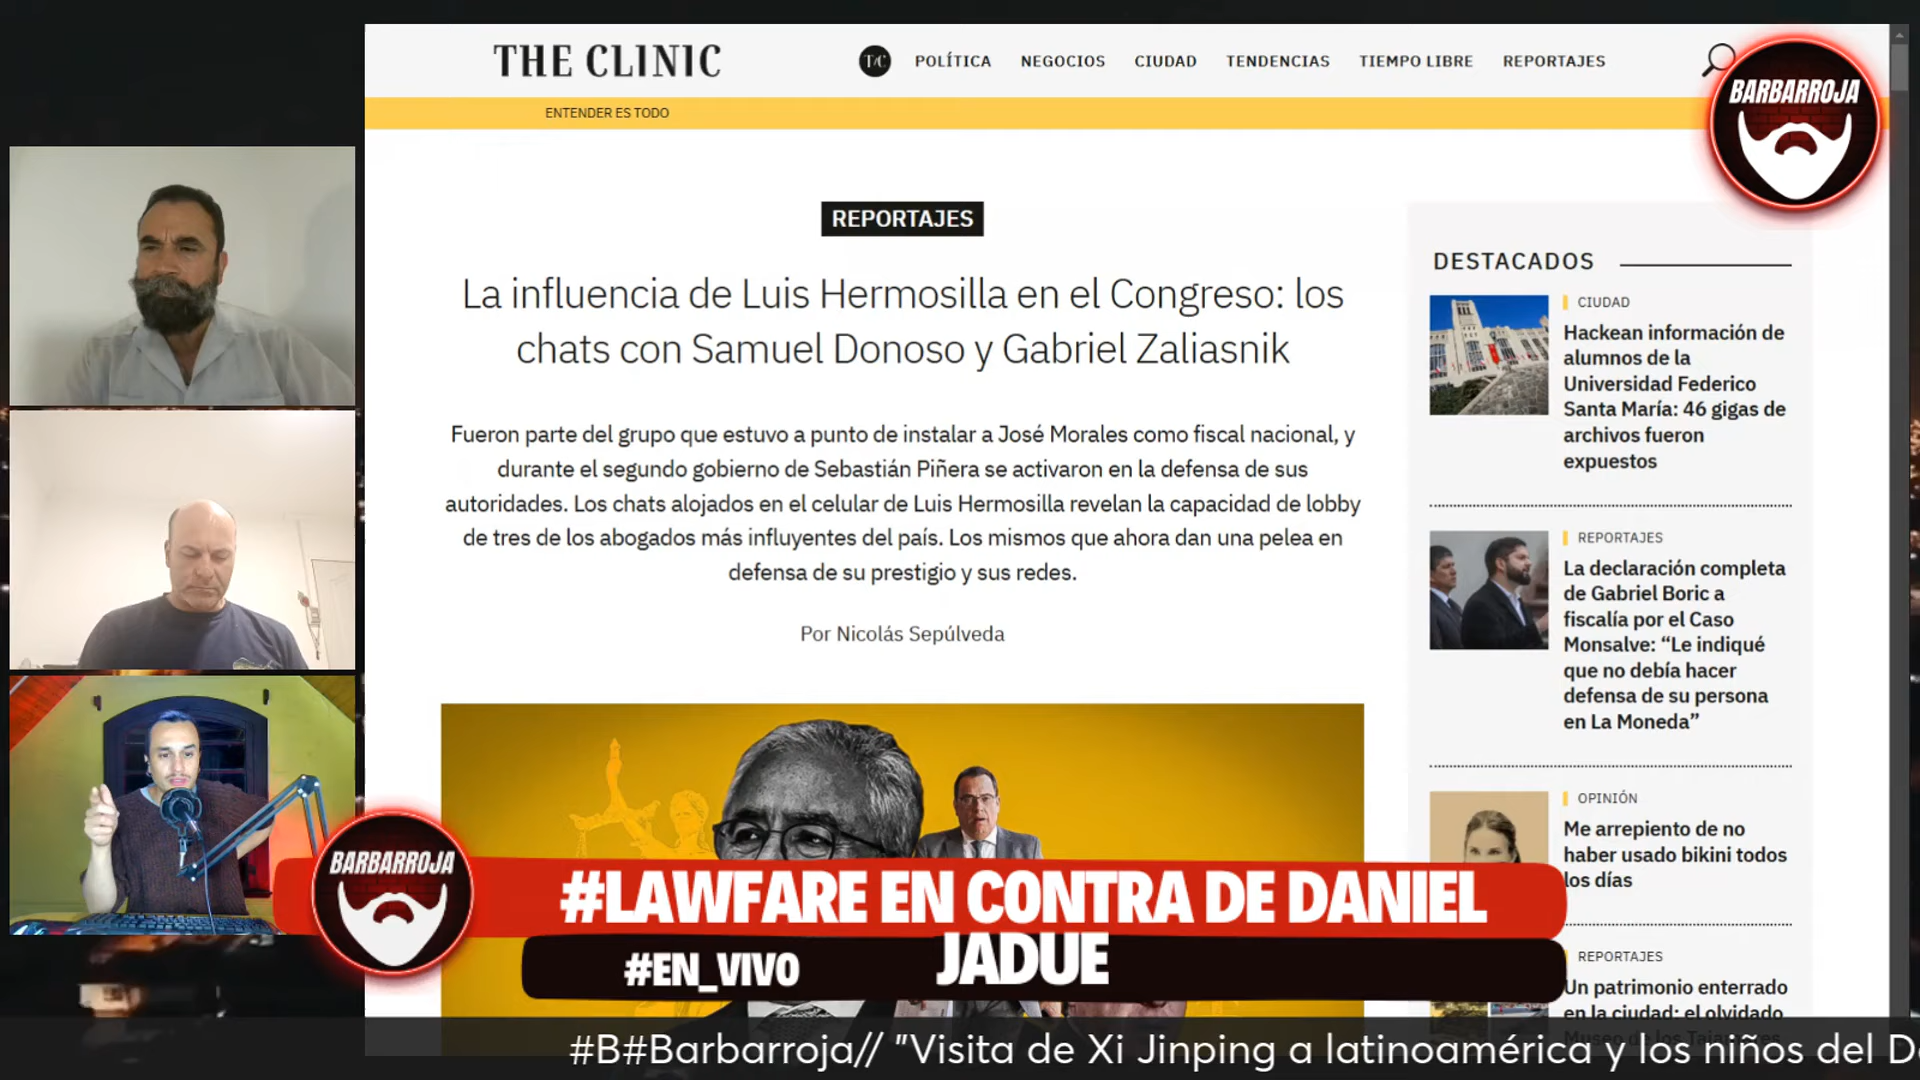 THE CLINIC
T/C
POLÍTICA
NEGOCIOS
CIUDAD
TENDENCIAS
TIEMPO LIBRE
REPORTAJES
ENTENDER ES TODO
BARBARROJA
REPORTAJES
La influencia de Luis Hermosilla en el Congreso: los
chats con Samuel Donoso y Gabriel Zaliasnik
Fueron parte del grupo que estuvo a punto de instalar a José Morales como fiscal nacional, y
durante el segundo gobierno de Sebastián Piñera se activaron en la defensa de sus
autoridades. Los chats alojados en el celular de Luis Hermosilla revelan la capacidad de lobby
de tres de los abogados más influyentes del país. Los mismos que ahora dan una pelea en
defensa de su prestigio y sus redes.
Por Nicolás Sepúlveda
DESTACADOS
CIUDAD
Hackean información de
alumnos de la
Universidad Federico
Santa María: 46 gigas de
archivos fueron
expuestos
REPORTAJES
La declaración completa
de Gabriel Boric a
fiscalía por el Caso
Monsalve: “Le indiqué
que no debía hacer
defensa de su persona
en La Moneda”
OPINIÓN
Me arrepiento de no
haber usado bikini todos
los días
REPORTAJES
Un patrimonio enterrado
en la ciudad: el olvidado
Museo de los Tajamares
BARBARROJA
#LAWFARE EN CONTRA DE DANIEL
JADUE
#EN_VIVO
#B#Barbarroja// "Visita de Xi Jinping a latinoamérica y los niños del D